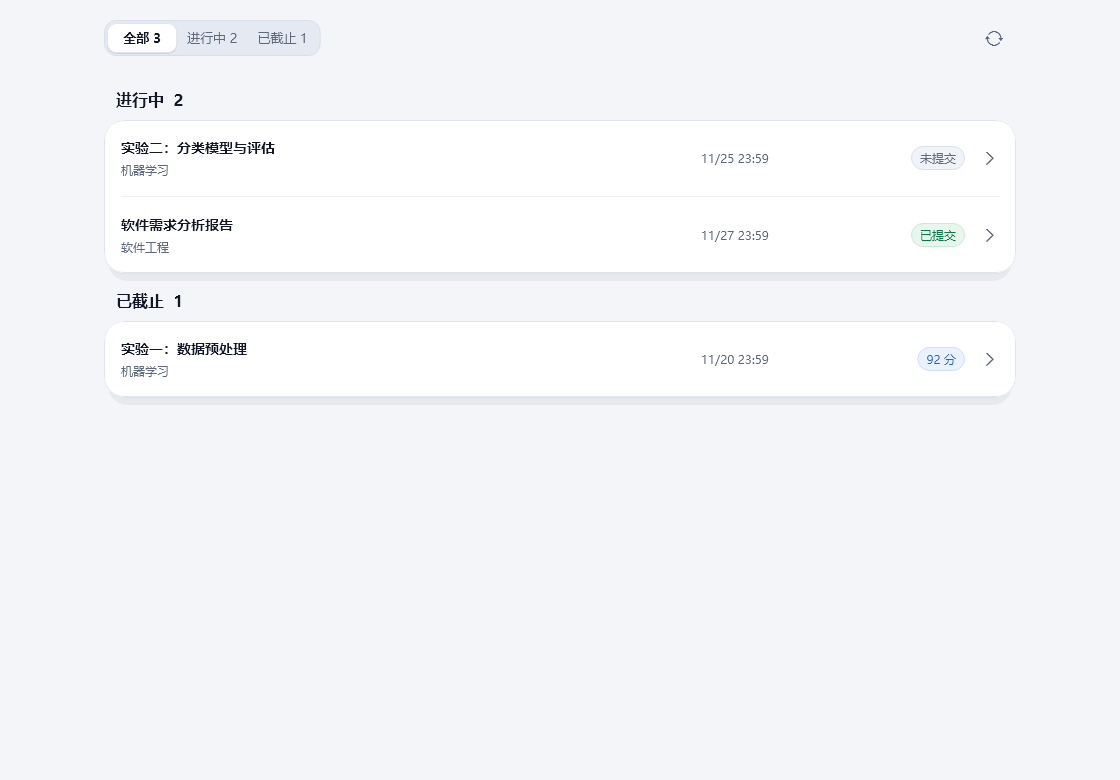 全部 3 进行中 2 已截止 1
进行中 2
实验二：分类模型与评估
机器学习
11/25 23:59
未提交
软件需求分析报告
软件工程
11/27 23:59
已提交
已截止 1
实验一：数据预处理
机器学习
11/20 23:59
92 分